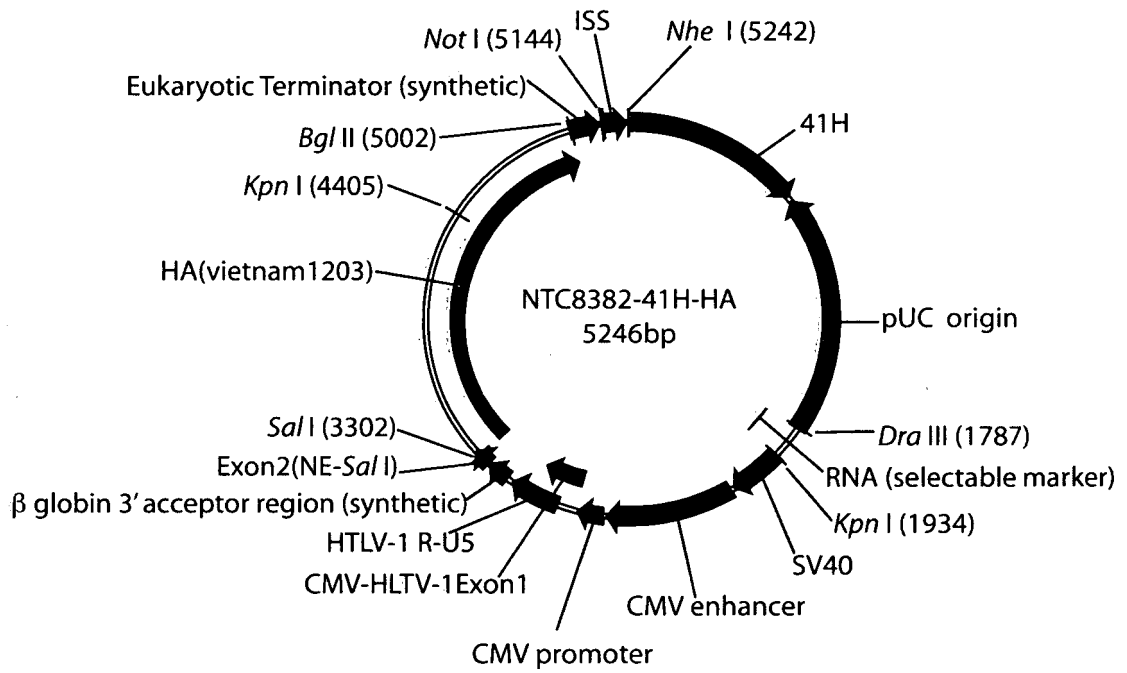 ISS
Not I (5144)
Nhe I (5242)
Eukaryotic Terminator (synthetic)
Bgl II (5002)
41H
Kpn I (4405)
HA(vietnam1203)
NTC8382-41H-HA
5246bp
pUC origin
Sal I (3302)
Dra III (1787)
Exon2(NE-Sal I)
RNA (selectable marker)
β globin 3' acceptor region (synthetic)
Kpn I (1934)
HTLV-1 R-U5
SV40
CMV-HLTV-1Exon1
CMV enhancer
CMV promoter